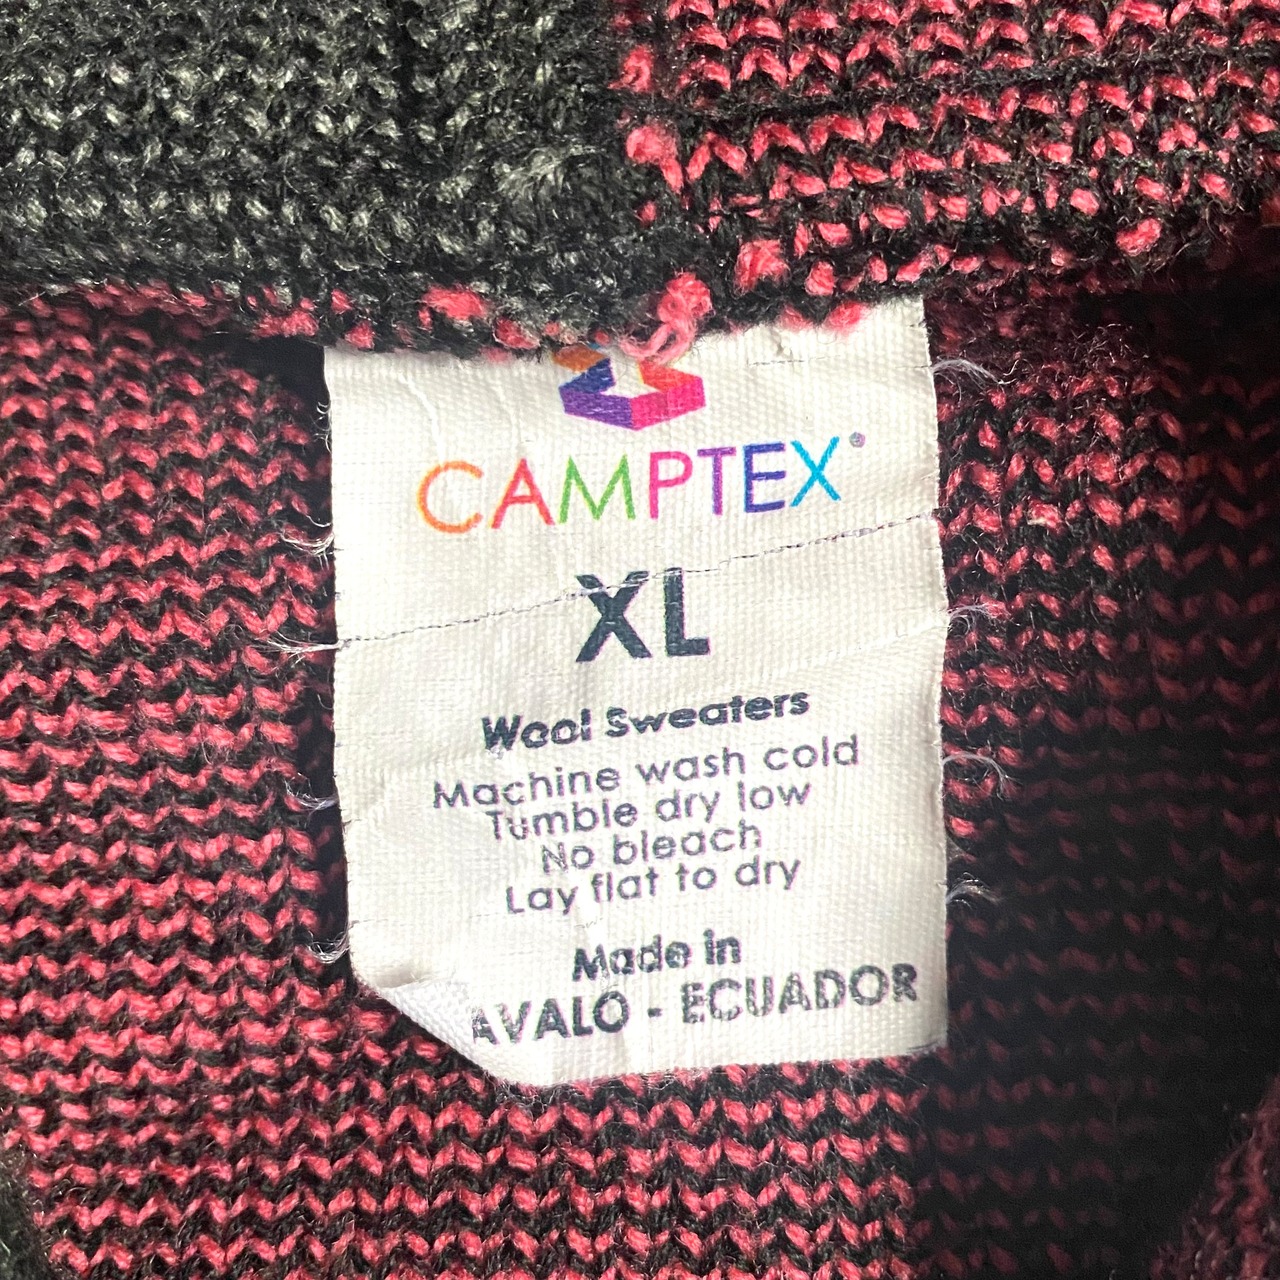 CAMPTEX
XL
Wool Sweaters
Machine wash cold
Tumble dry low
No bleach
Lay flat to dry
Made in
AVALO - ECUADOR